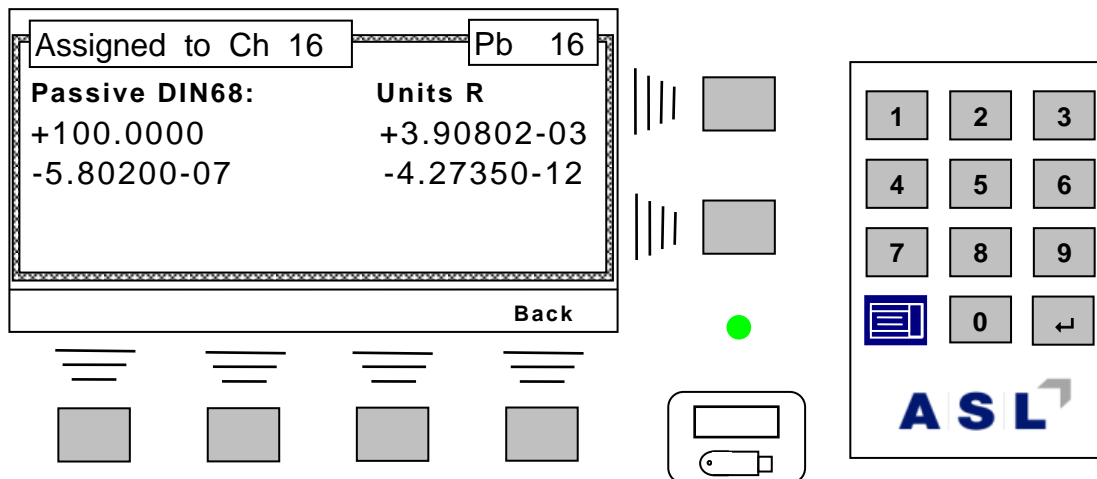 Assigned to Ch 16 Pb 16
Passive DIN68: Units R
+100.0000 +3.90802-03
-5.80200-07 -4.27350-12
Back
1 2 3
4 5 6
7 8 9
0 ↵
ASL